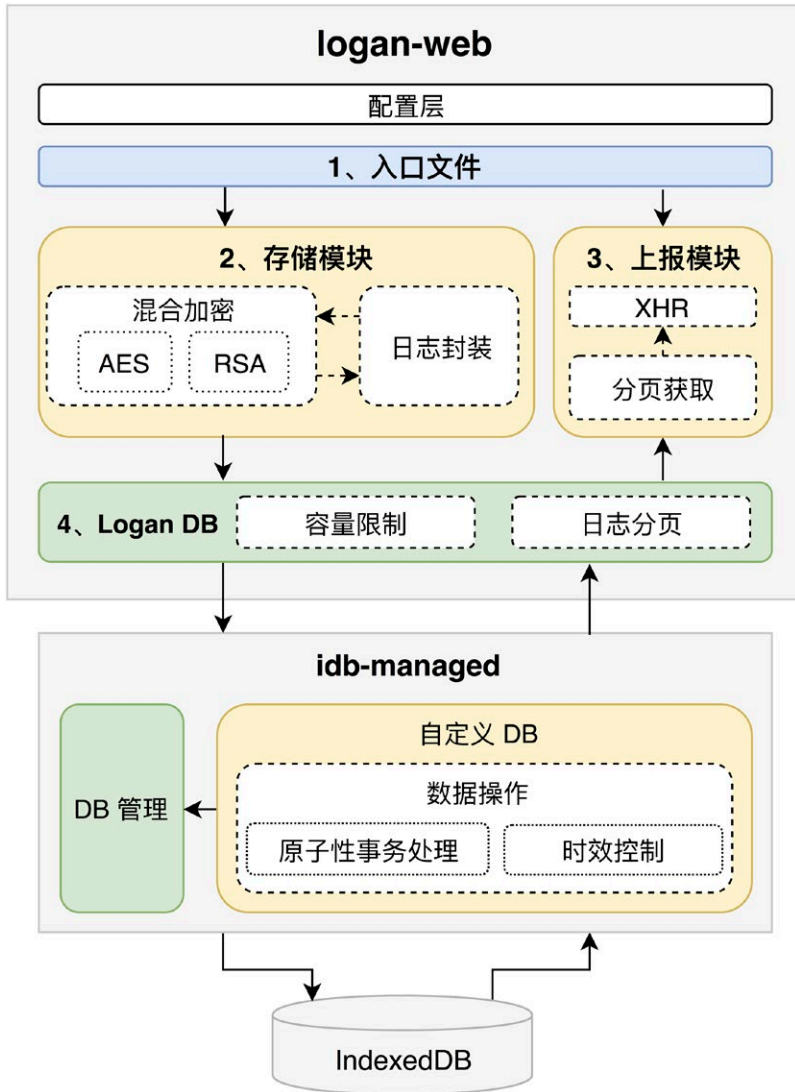 logan-web
配置层
1、入口文件
2、存储模块
混合加密
AES
RSA
日志封装
3、上报模块
XHR
分页获取
4、Logan DB
容量限制
日志分页
idb-managed
DB 管理
自定义 DB
数据操作
原子性事务处理
时效控制
IndexedDB